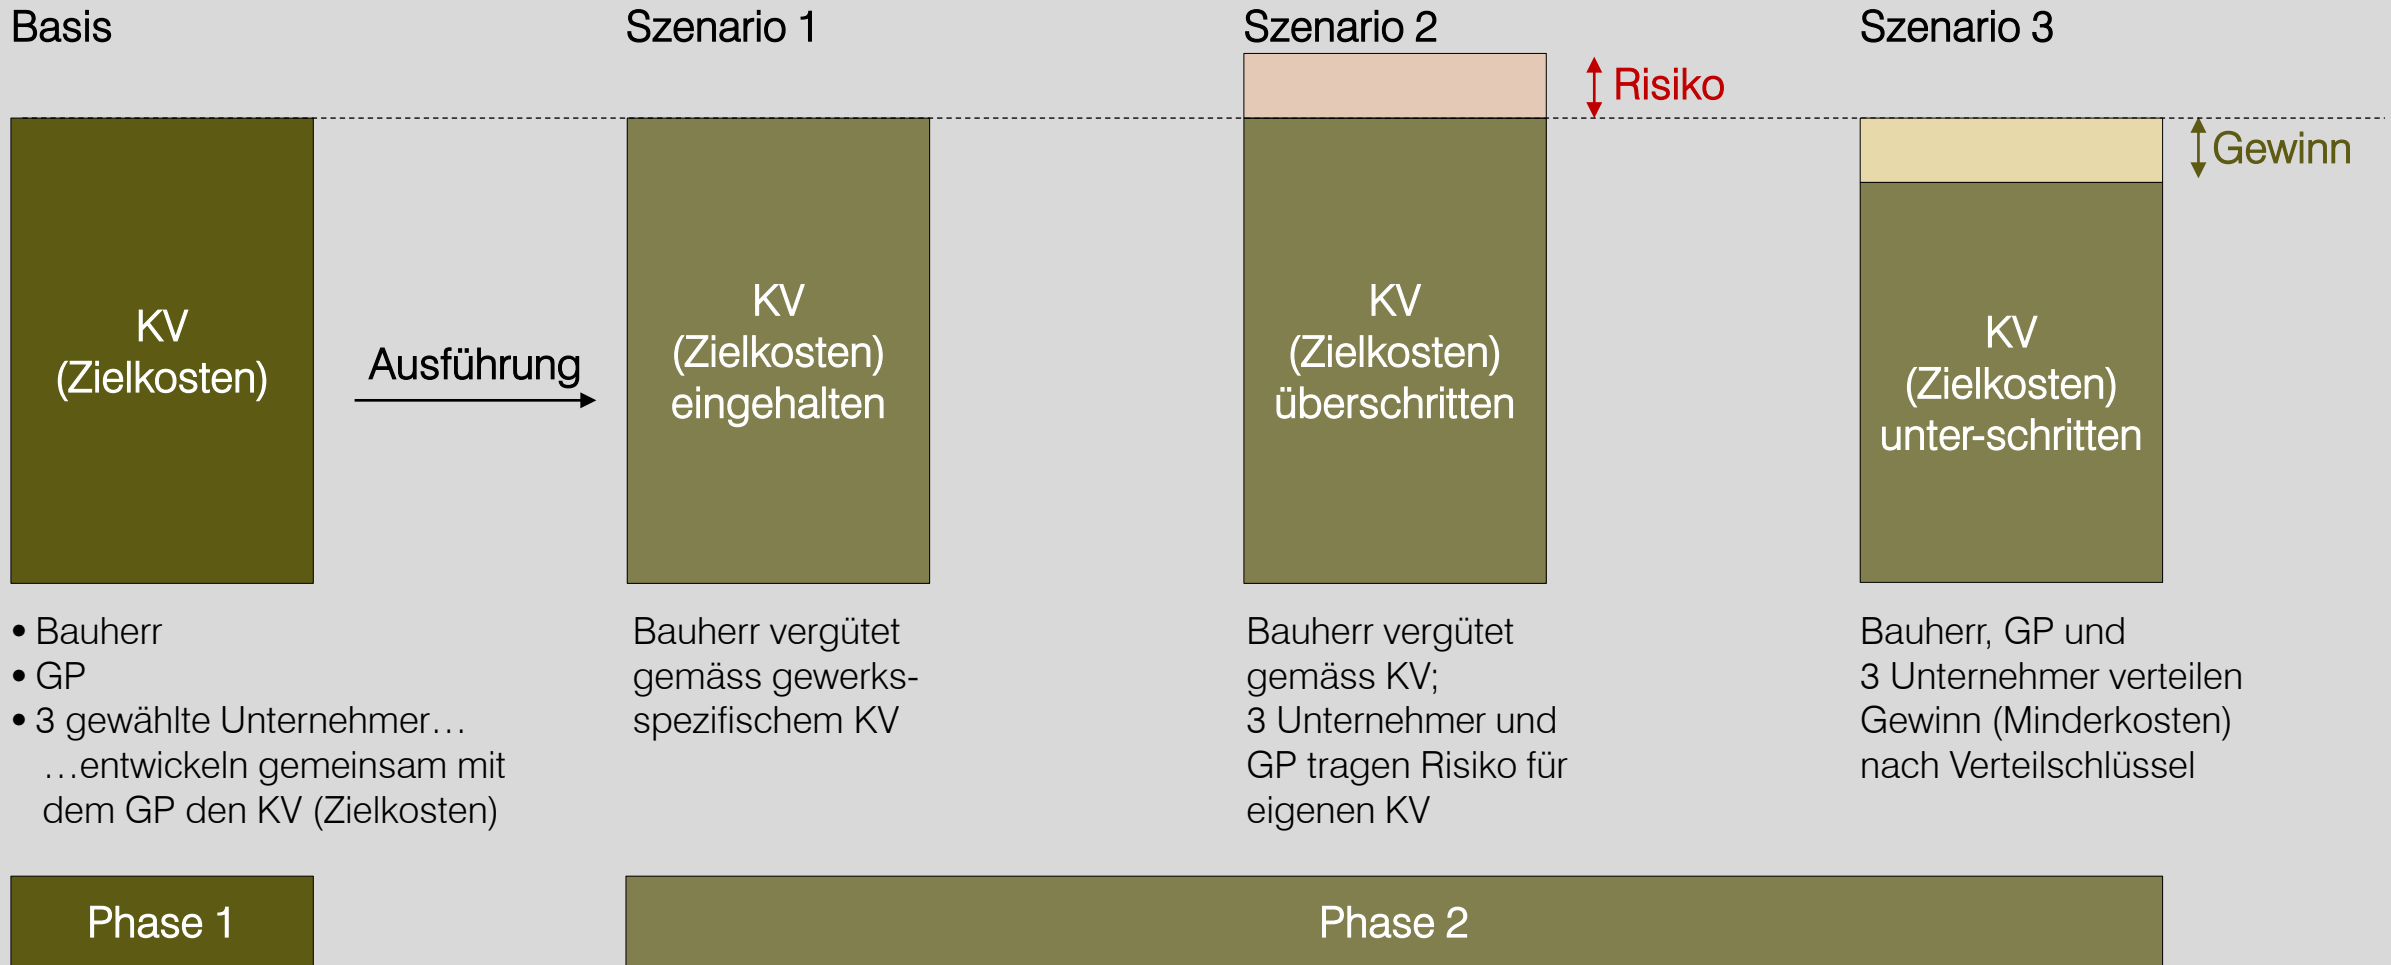 Basis
Szenario 1
Szenario 2
Szenario 3
Risiko
Gewinn
KV
(Zielkosten)
Ausführung
KV
(Zielkosten)
eingehalten
KV
(Zielkosten)
überschritten
KV
(Zielkosten)
unter-schritten
• Bauherr
• GP
• 3 gewählte Unternehmer…
…entwickeln gemeinsam mit
dem GP den KV (Zielkosten)
Bauherr vergütet
gemäss gewerks-
spezifischem KV
Bauherr vergütet
gemäss KV;
3 Unternehmer und
GP tragen Risiko für
eigenen KV
Bauherr, GP und
3 Unternehmer verteilen
Gewinn (Minderkosten)
nach Verteilschlüssel
Phase 1
Phase 2